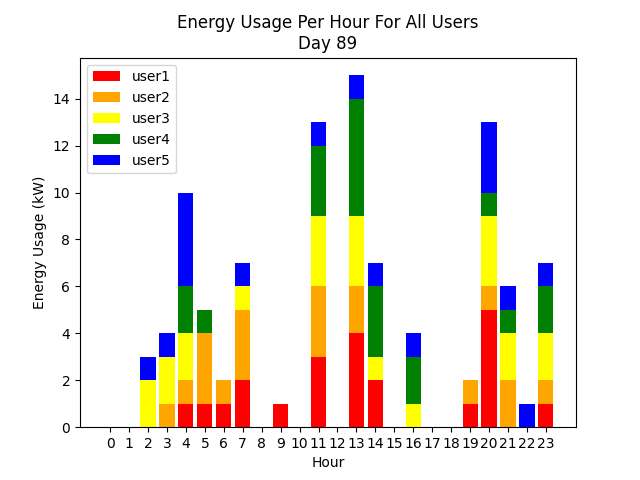 Energy Usage Per Hour For All Users
Day 89
user1
user2
user3
user4
user5
Energy Usage (kW)
14
12
10
8
6
4
2
0
0 1 2 3 4 5 6 7 8 9 10 11 12 13 14 15 16 17 18 19 20 21 22 23
Hour